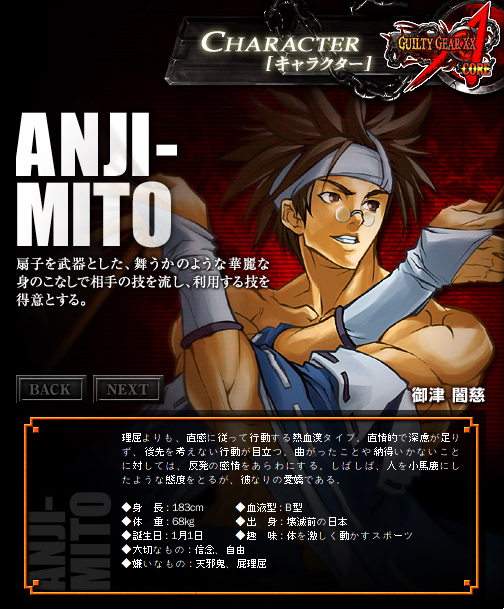 CHARACTER
[キャラクター]
GUILTY GEAR XX
CORE
ANJI-
MITO
扇子を武器とした、舞うかのような華麗な
身のこなしで相手の技を流し、利用する技を
得意とする。
BACK
NEXT
御津 闇慈
理屈よりも、直感に従って行動する熱血漢タイプ。直情的で深慮が足り
ず、後先を考えない行動が目立つ。曲がったことや納得いかないこと
に対しては、反発の感情をあらわにする。しばしば、人を小馬鹿にし
たような態度をとるが、彼なりの愛嬌である。
◆身　長：183cm ◆血液型：B型
◆体　重：68kg ◆出　身：壊滅前の日本
◆誕生日：1月1日 ◆趣　味：体を激しく動かすスポーツ
◆大切なもの：信念、自由
◆嫌いなもの：天邪鬼、屁理屈
ANJI-
MITO